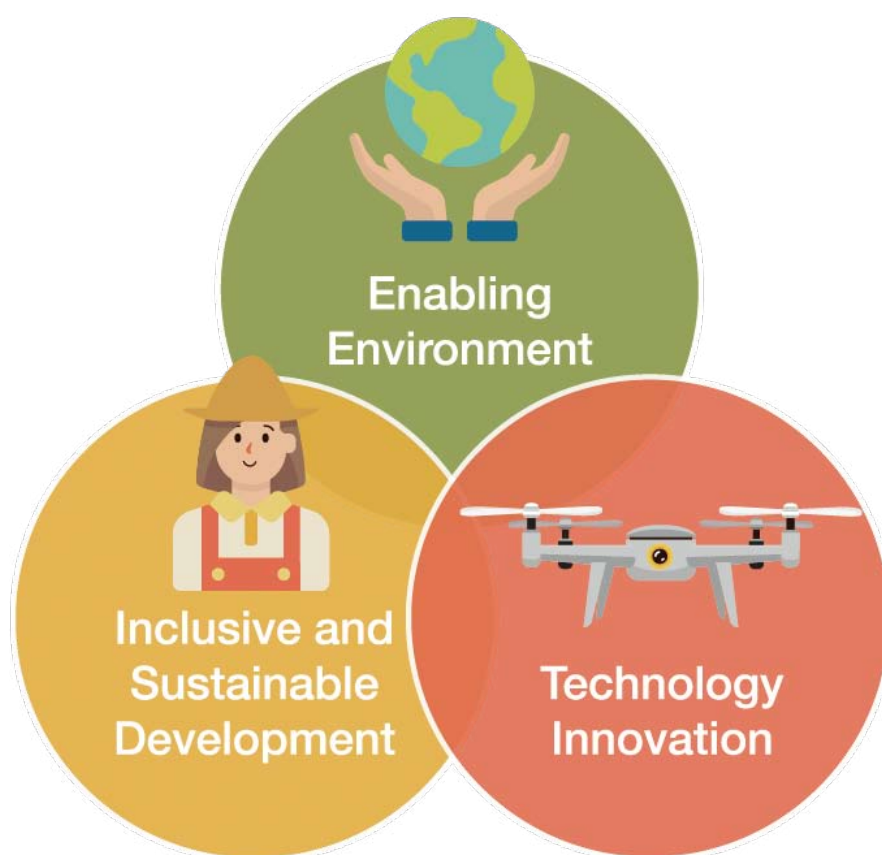 Enabling
Environment
Inclusive and
Sustainable
Development
Technology
Innovation